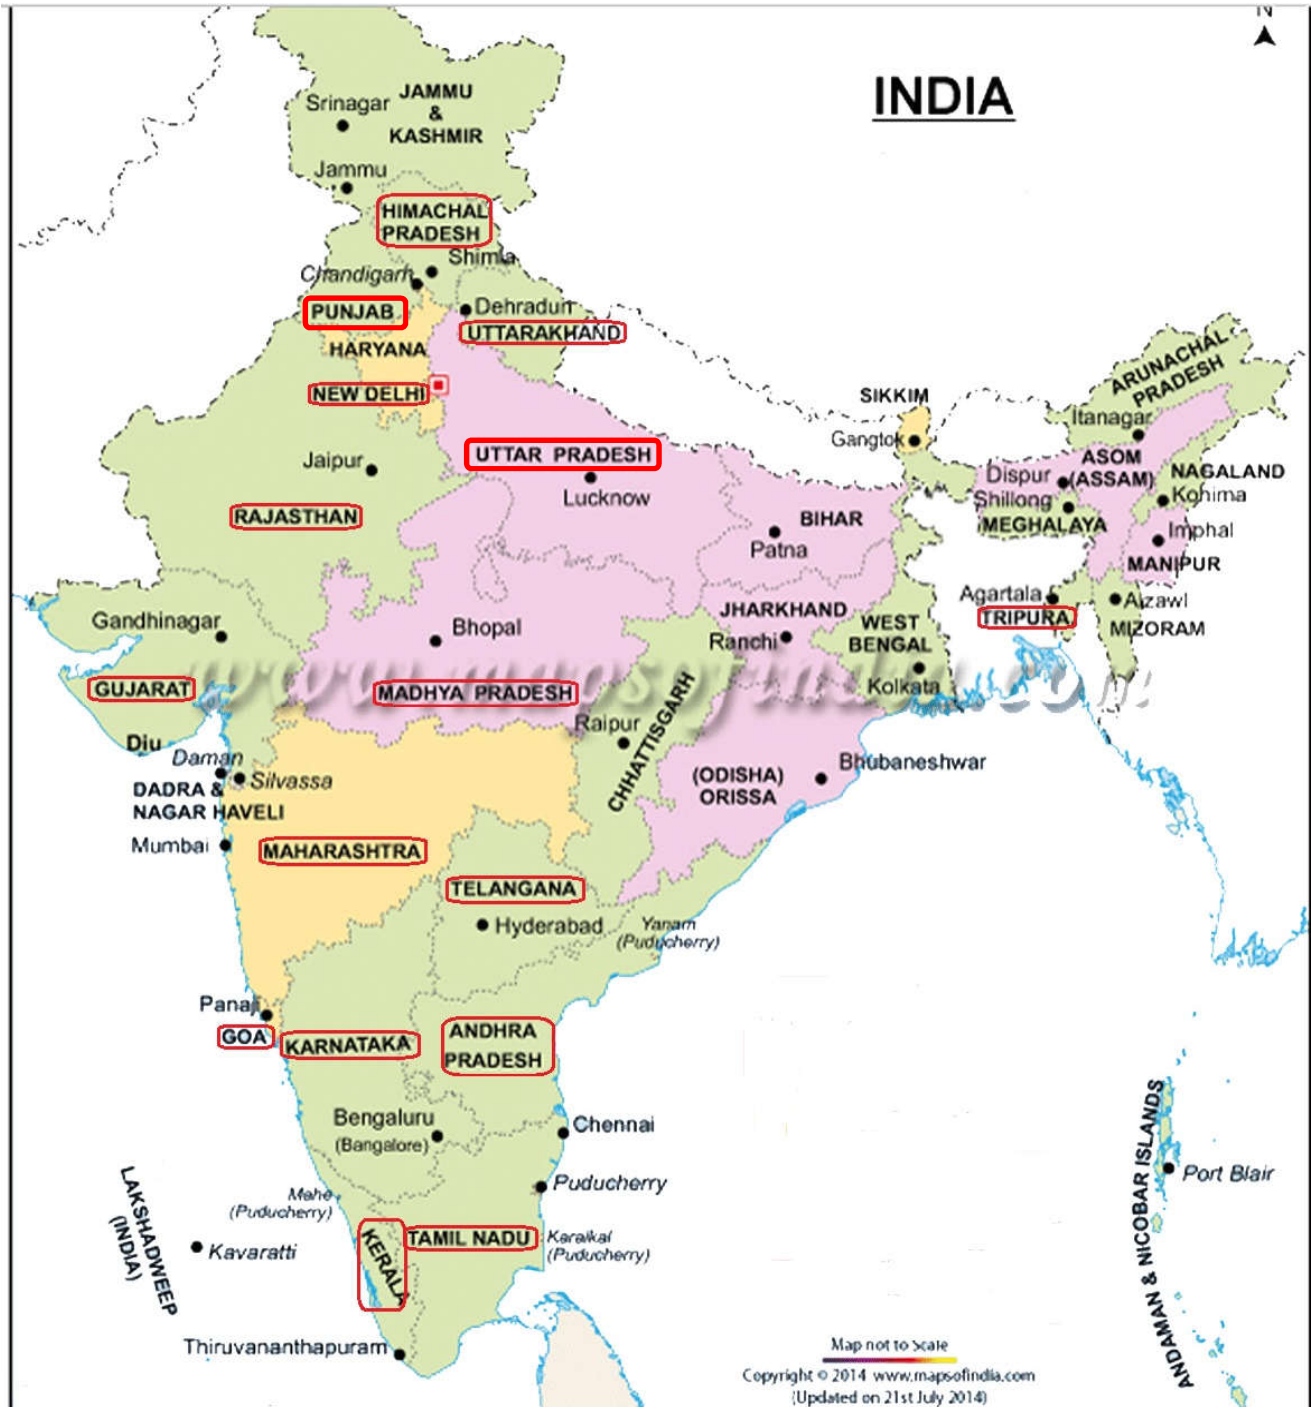 N
INDIA
JAMMU
&
KASHMIR
Srinagar
Jammu
HIMACHAL
PRADESH
Shimla
Chandigarh
PUNJAB
Dehradun
UTTARAKHAND
HARYANA
NEW DELHI
SIKKIM
Gangtok
ARUNACHAL
PRADESH
Itanagar
Jaipur
UTTAR PRADESH
Lucknow
ASOM
(ASSAM)
Dispur
Shillong
NAGALAND
Kohima
RAJASTHAN
BIHAR
Patna
MEGHALAYA
Imphal
MANIPUR
Gandhinagar
Bhopal
JHARKHAND
Ranchi
WEST
BENGAL
Kolkata
Agartala
TRIPURA
Aizawl
MIZORAM
www.mapsofindia.com
GUJARAT
MADHYA PRADESH
Raipur
CHHATTISGARH
Diu
Daman
Silvassa
DADRA &
NAGAR HAVELI
(ODISHA)
ORISSA
Bhubaneshwar
Mumbai
MAHARASHTRA
TELANGANA
Hyderabad
Yanam
(Puducherry)
Panaji
GOA
KARNATAKA
ANDHRA
PRADESH
Bengaluru
(Bangalore)
Chennai
Puducherry
Mahe
(Puducherry)
LAKSHADWEEP
(INDIA)
Kavaratti
KERALA
TAMIL NADU
Karaikal
(Puducherry)
ANDAMAN & NICOBAR ISLANDS
Port Blair
Thiruvananthapuram
Map not to Scale
Copyright © 2014 www.mapsofindia.com
(Updated on 21st July 2014)